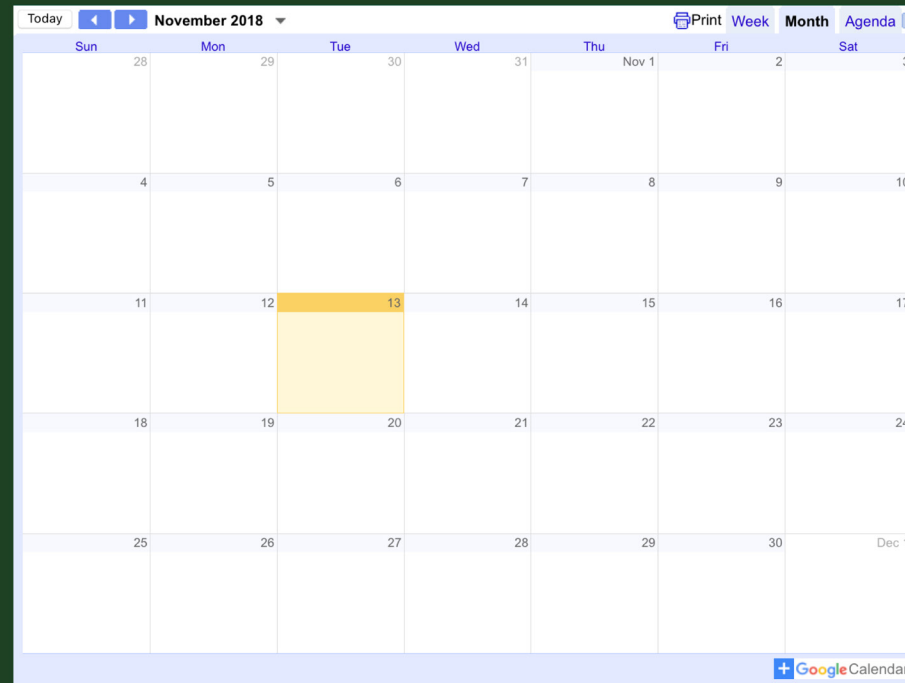 Today November 2018 Print Week Month Agenda
Sun Mon Tue Wed Thu Fri Sat
28 29 30 31 Nov 1 2
4 5 6 7 8 9
11 12 13 14 15 16
18 19 20 21 22 23
25 26 27 28 29 30 Dec
+ Google Calendar